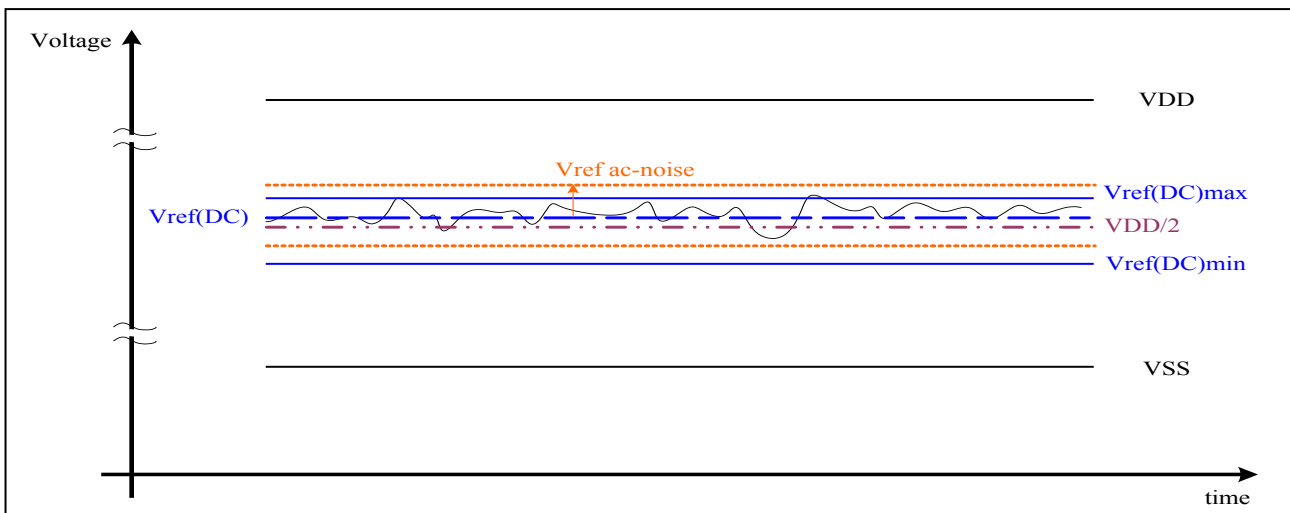 Voltage
VDD
Vref ac-noise
Vref(DC)max
Vref(DC)
VDD/2
Vref(DC)min
VSS
time